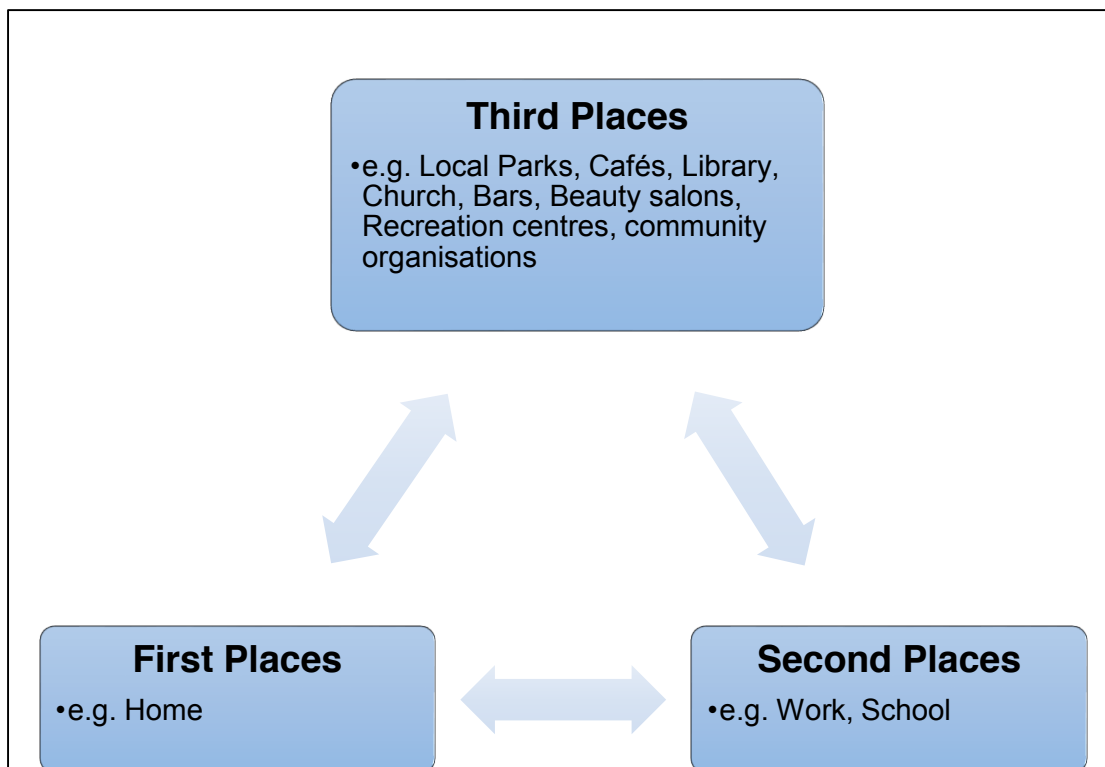 Third Places
•e.g. Local Parks, Cafés, Library,
Church, Bars, Beauty salons,
Recreation centres, community
organisations
First Places
•e.g. Home
Second Places
•e.g. Work, School